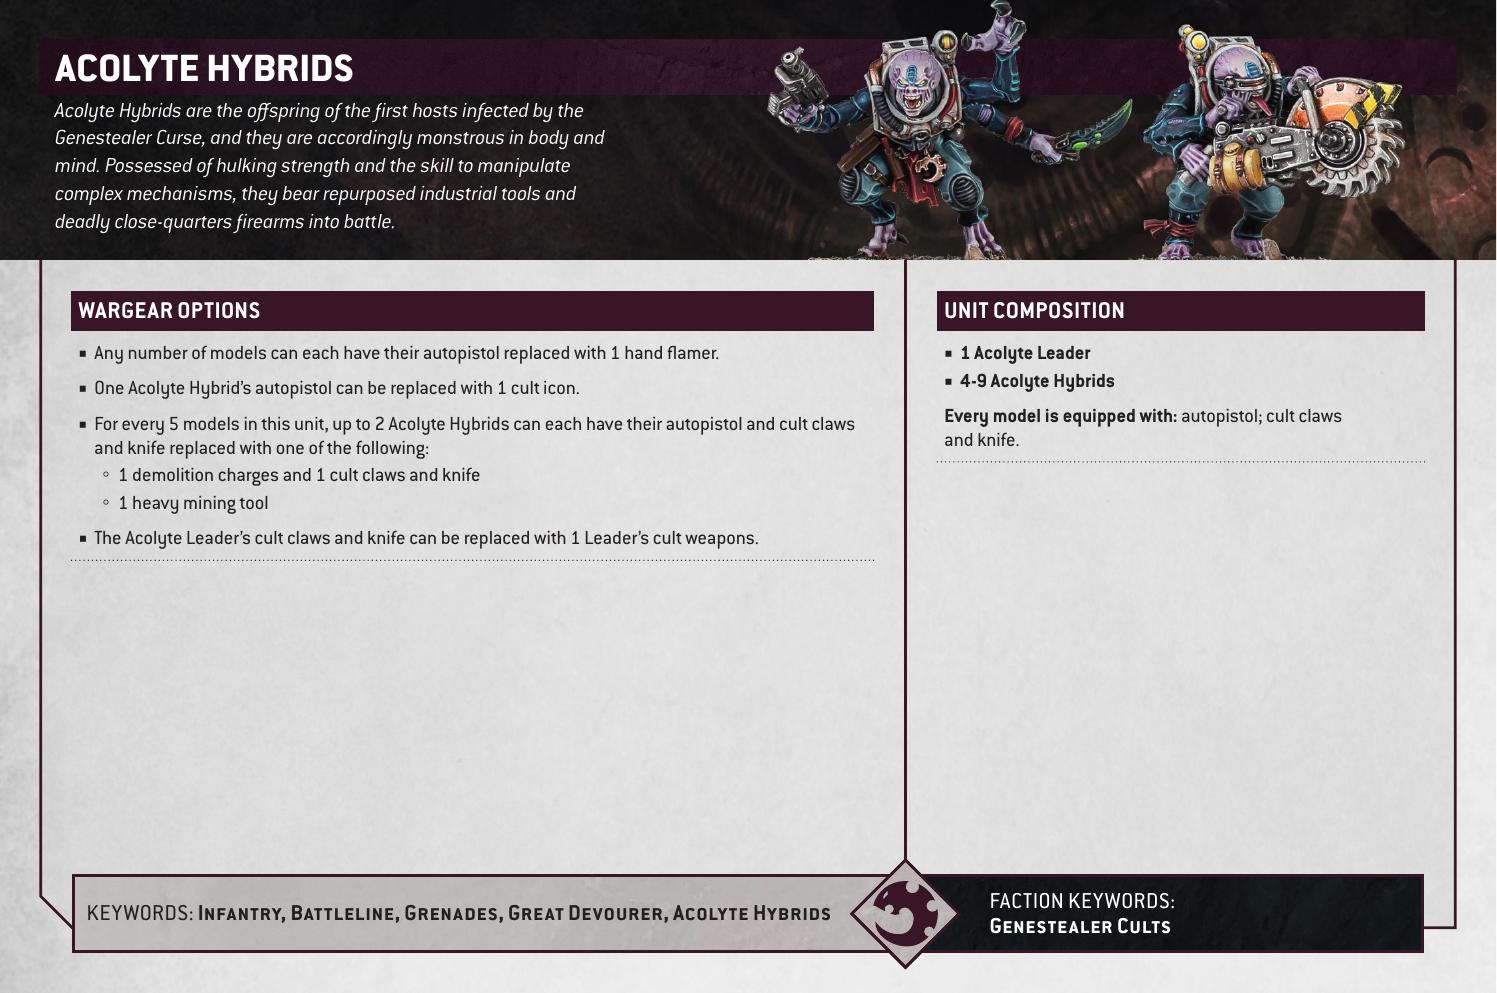 ACOLYTE HYBRIDS
Acolyte Hybrids are the offspring of the first hosts infected by the
Genestealer Curse, and they are accordingly monstrous in body and
mind. Possessed of hulking strength and the skill to manipulate
complex mechanisms, they bear repurposed industrial tools and
deadly close-quarters firearms into battle.
WARGEAR OPTIONS
■ Any number of models can each have their autopistol replaced with 1 hand flamer.
■ One Acolyte Hybrid’s autopistol can be replaced with 1 cult icon.
■ For every 5 models in this unit, up to 2 Acolyte Hybrids can each have their autopistol and cult claws
and knife replaced with one of the following:
◦ 1 demolition charges and 1 cult claws and knife
◦ 1 heavy mining tool
■ The Acolyte Leader’s cult claws and knife can be replaced with 1 Leader’s cult weapons.
UNIT COMPOSITION
■ 1 Acolyte Leader
■ 4-9 Acolyte Hybrids
Every model is equipped with: autopistol; cult claws
and knife.
KEYWORDS: Infantry, Battleline, Grenades, Great Devourer, Acolyte Hybrids
FACTION KEYWORDS:
Genestealer Cults